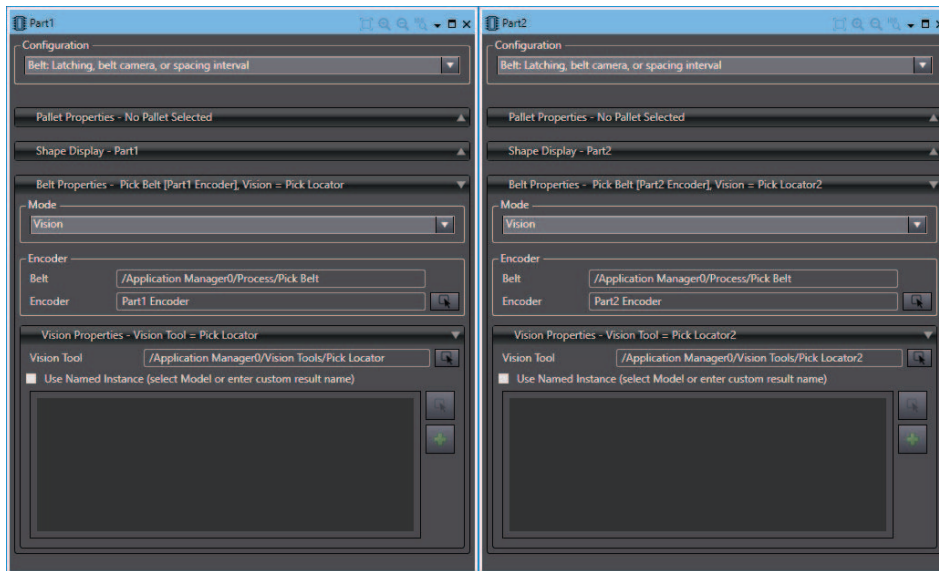 Part1
Configuration
Belt: Latching, belt camera, or spacing interval
Pallet Properties - No Pallet Selected
Shape Display - Part1
Belt Properties - Pick Belt [Part1 Encoder], Vision = Pick Locator
Mode
Vision
Encoder
Belt /Application Manager0/Process/Pick Belt
Encoder Part1 Encoder
Vision Properties - Vision Tool = Pick Locator
Vision Tool /Application Manager0/Vision Tools/Pick Locator
Use Named Instance (select Model or enter custom result name)
Part2
Configuration
Belt: Latching, belt camera, or spacing interval
Pallet Properties - No Pallet Selected
Shape Display - Part2
Belt Properties - Pick Belt [Part2 Encoder], Vision = Pick Locator2
Mode
Vision
Encoder
Belt /Application Manager0/Process/Pick Belt
Encoder Part2 Encoder
Vision Properties - Vision Tool = Pick Locator2
Vision Tool /Application Manager0/Vision Tools/Pick Locator2
Use Named Instance (select Model or enter custom result name)